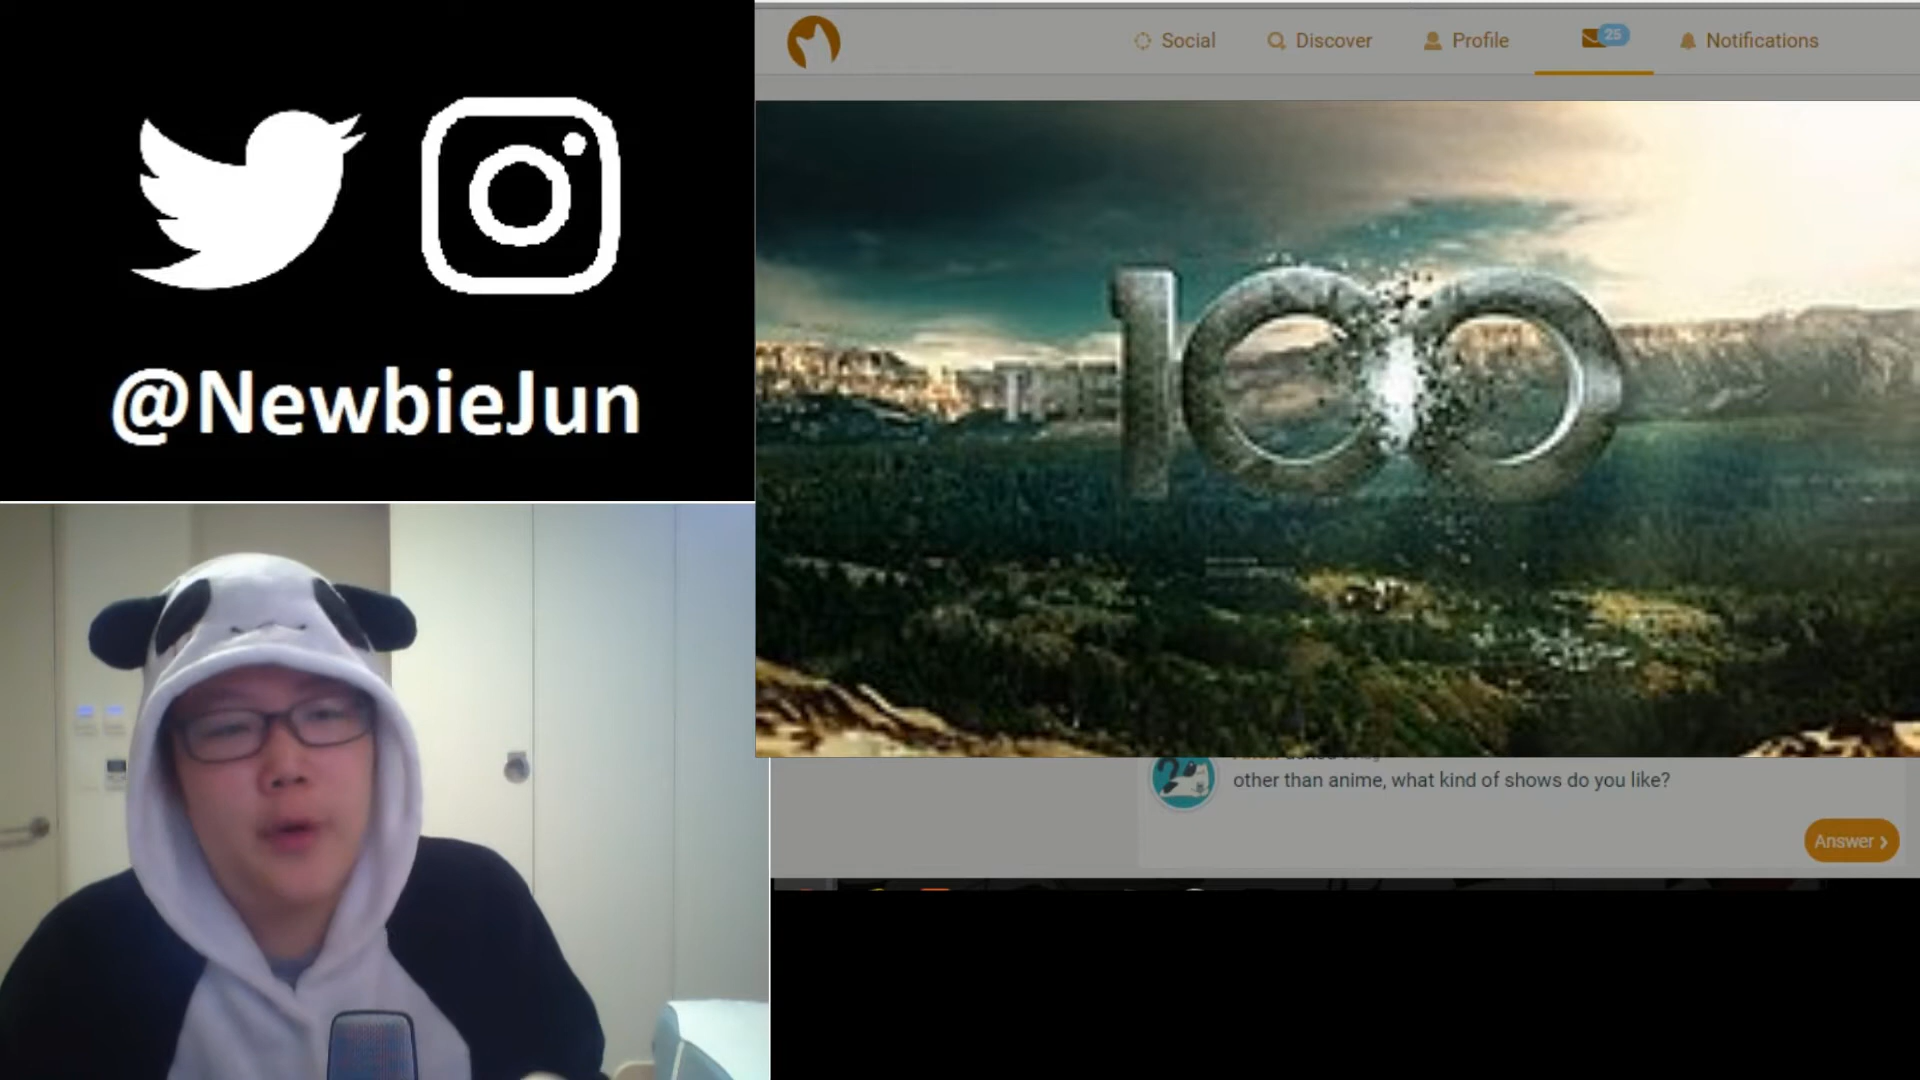 @NewbieJun
Social
Discover
Profile
25
Notifications
THE
100
other than anime, what kind of shows do you like?
Answer